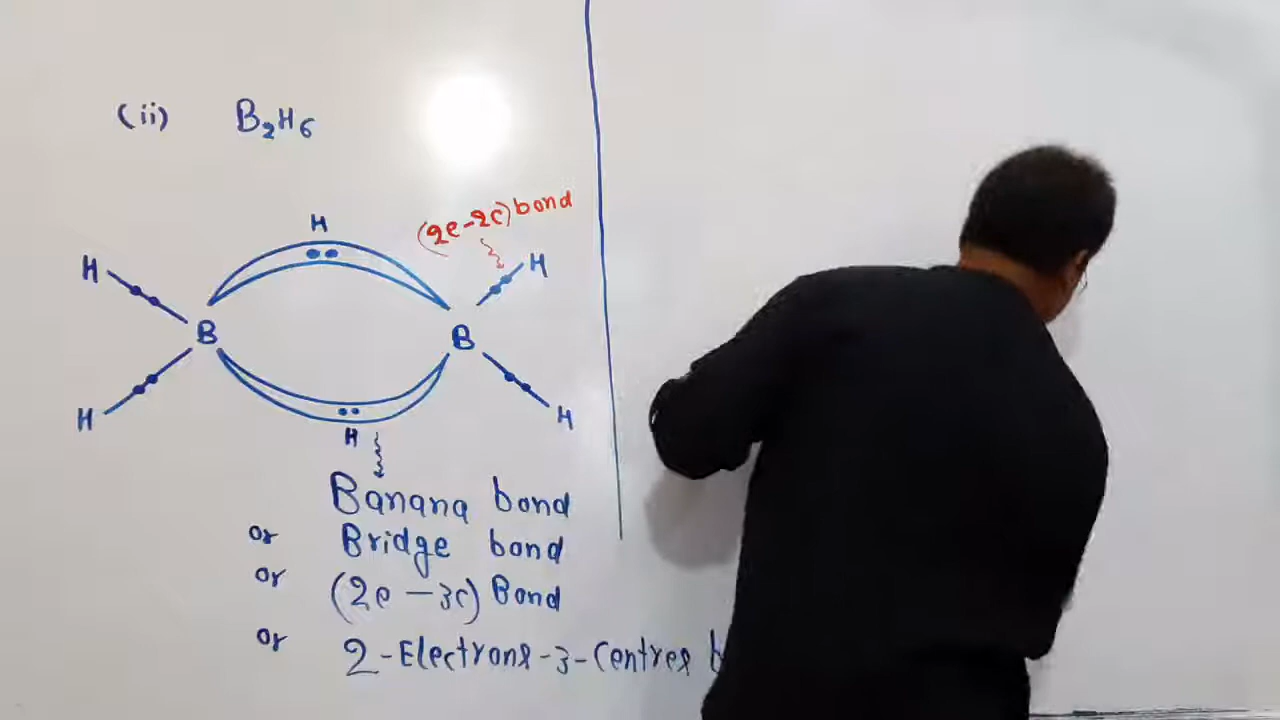 (ii) B₂H₆
(2e-2c) bond
H
H
H
B
B
H
H
H
Banana bond
or Bridge bond
or (2e-3c) Bond
or 2-Electrons-3-Centres b